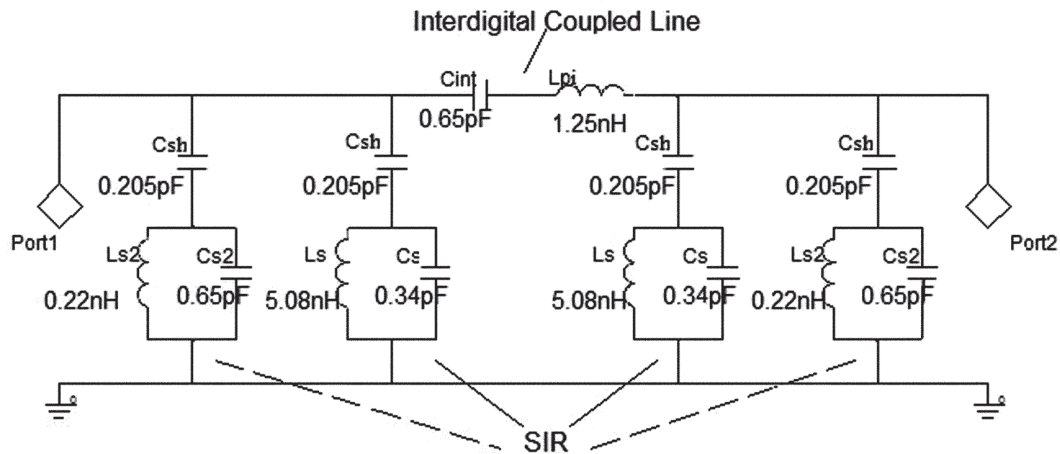 Interdigital Coupled Line
Cint
0.65pF
Lpi
1.25nH
Csh
0.205pF
Csh
0.205pF
Csh
0.205pF
Csh
0.205pF
Port1
Port2
Ls2
0.22nH
Cs2
0.65pF
Ls
5.08nH
Cs
0.34pF
Ls
5.08nH
Cs
0.34pF
Ls2
0.22nH
Cs2
0.65pF
0
0
SIR